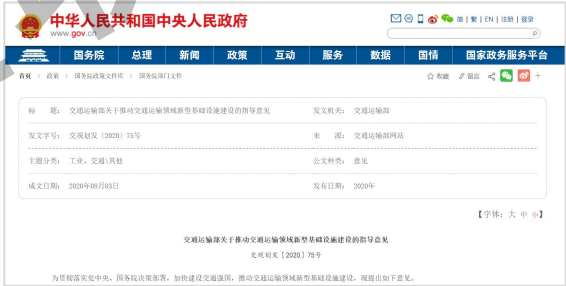 中华人民共和国中央人民政府
www.gov.cn
简 | 繁 | EN | 注册 | 登录
国务院 总理 新闻 政策 互动 服务 数据 国情 国家政务服务平台
首页 > 政策 > 国务院政策文件库 > 国务院部门文件
收藏 留言
标 题: 交通运输部关于推动交通运输领域新型基础设施建设的指导意见 发文机关: 交通运输部
发文字号: 交规划发〔2020〕75号 来 源: 交通运输部网站
主题分类: 工业、交通\其他 公文种类: 意见
成文日期: 2020年08月03日 发布日期: 2020年
【字体: 大 中 小】
交通运输部关于推动交通运输领域新型基础设施建设的指导意见
交规划发〔2020〕75号
为贯彻落实党中央、国务院决策部署，加快建设交通强国，推动交通运输领域新型基础设施建设，现提出如下意见。